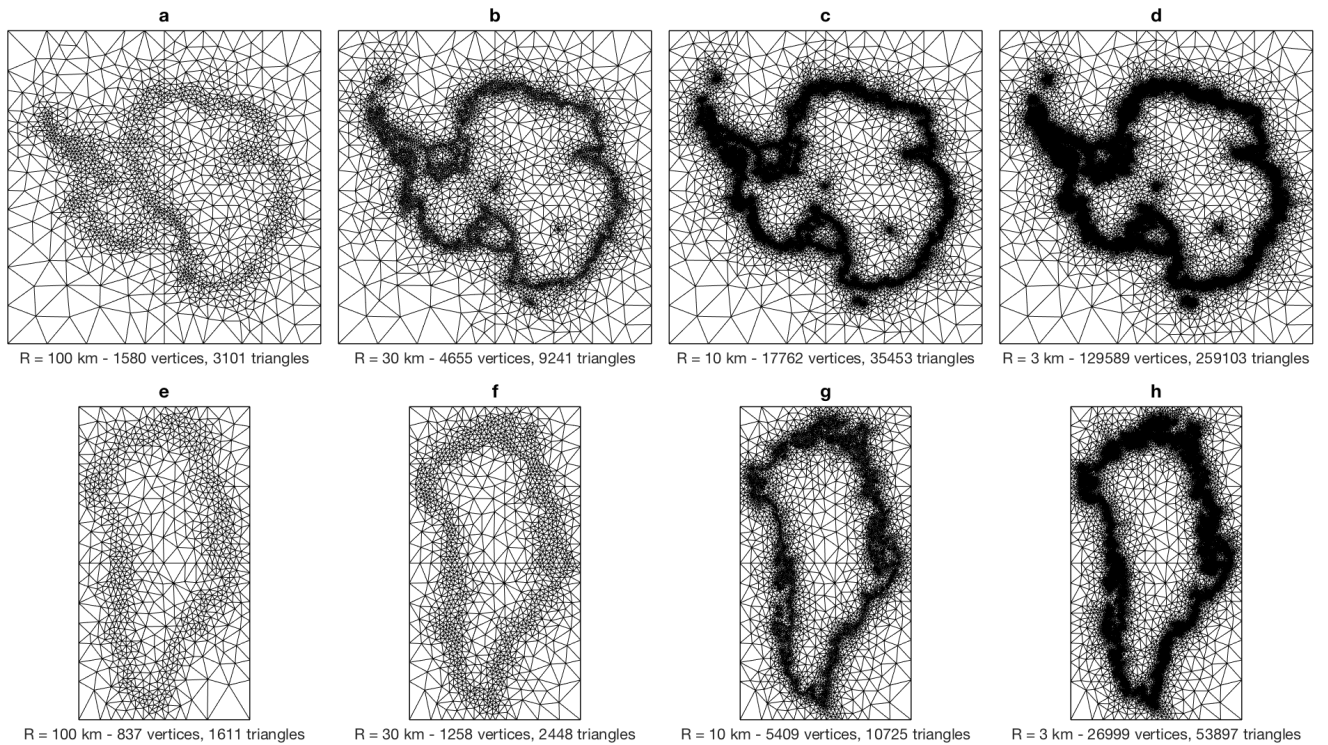 a
b
c
d
R = 100 km - 1580 vertices, 3101 triangles
R = 30 km - 4655 vertices, 9241 triangles
R = 10 km - 17762 vertices, 35453 triangles
R = 3 km - 129589 vertices, 259103 triangles
e
f
g
h
R = 100 km - 837 vertices, 1611 triangles
R = 30 km - 1258 vertices, 2448 triangles
R = 10 km - 5409 vertices, 10725 triangles
R = 3 km - 26999 vertices, 53897 triangles